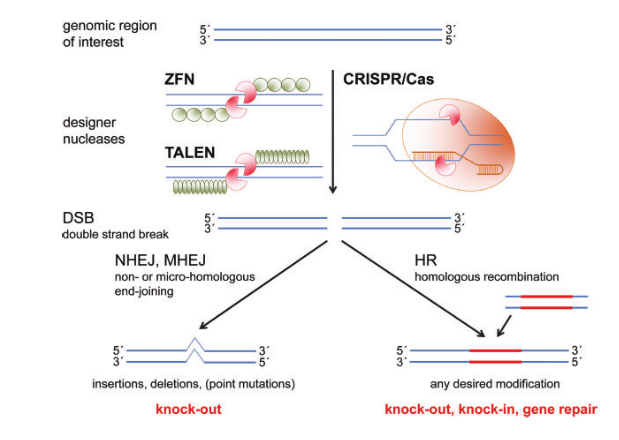 genomic region
of interest
5´ 5´
3´ 3´
ZFN
CRISPR/Cas
designer
nucleases
TALEN
DSB
double strand break
5´ 3´
3´ 5´
NHEJ, MHEJ
non- or micro-homologous
end-joining
HR
homologous recombination
5´ 3´
3´ 5´
5´ 3´
3´ 5´
insertions, deletions, (point mutations)
any desired modification
knock-out
knock-out, knock-in, gene repair